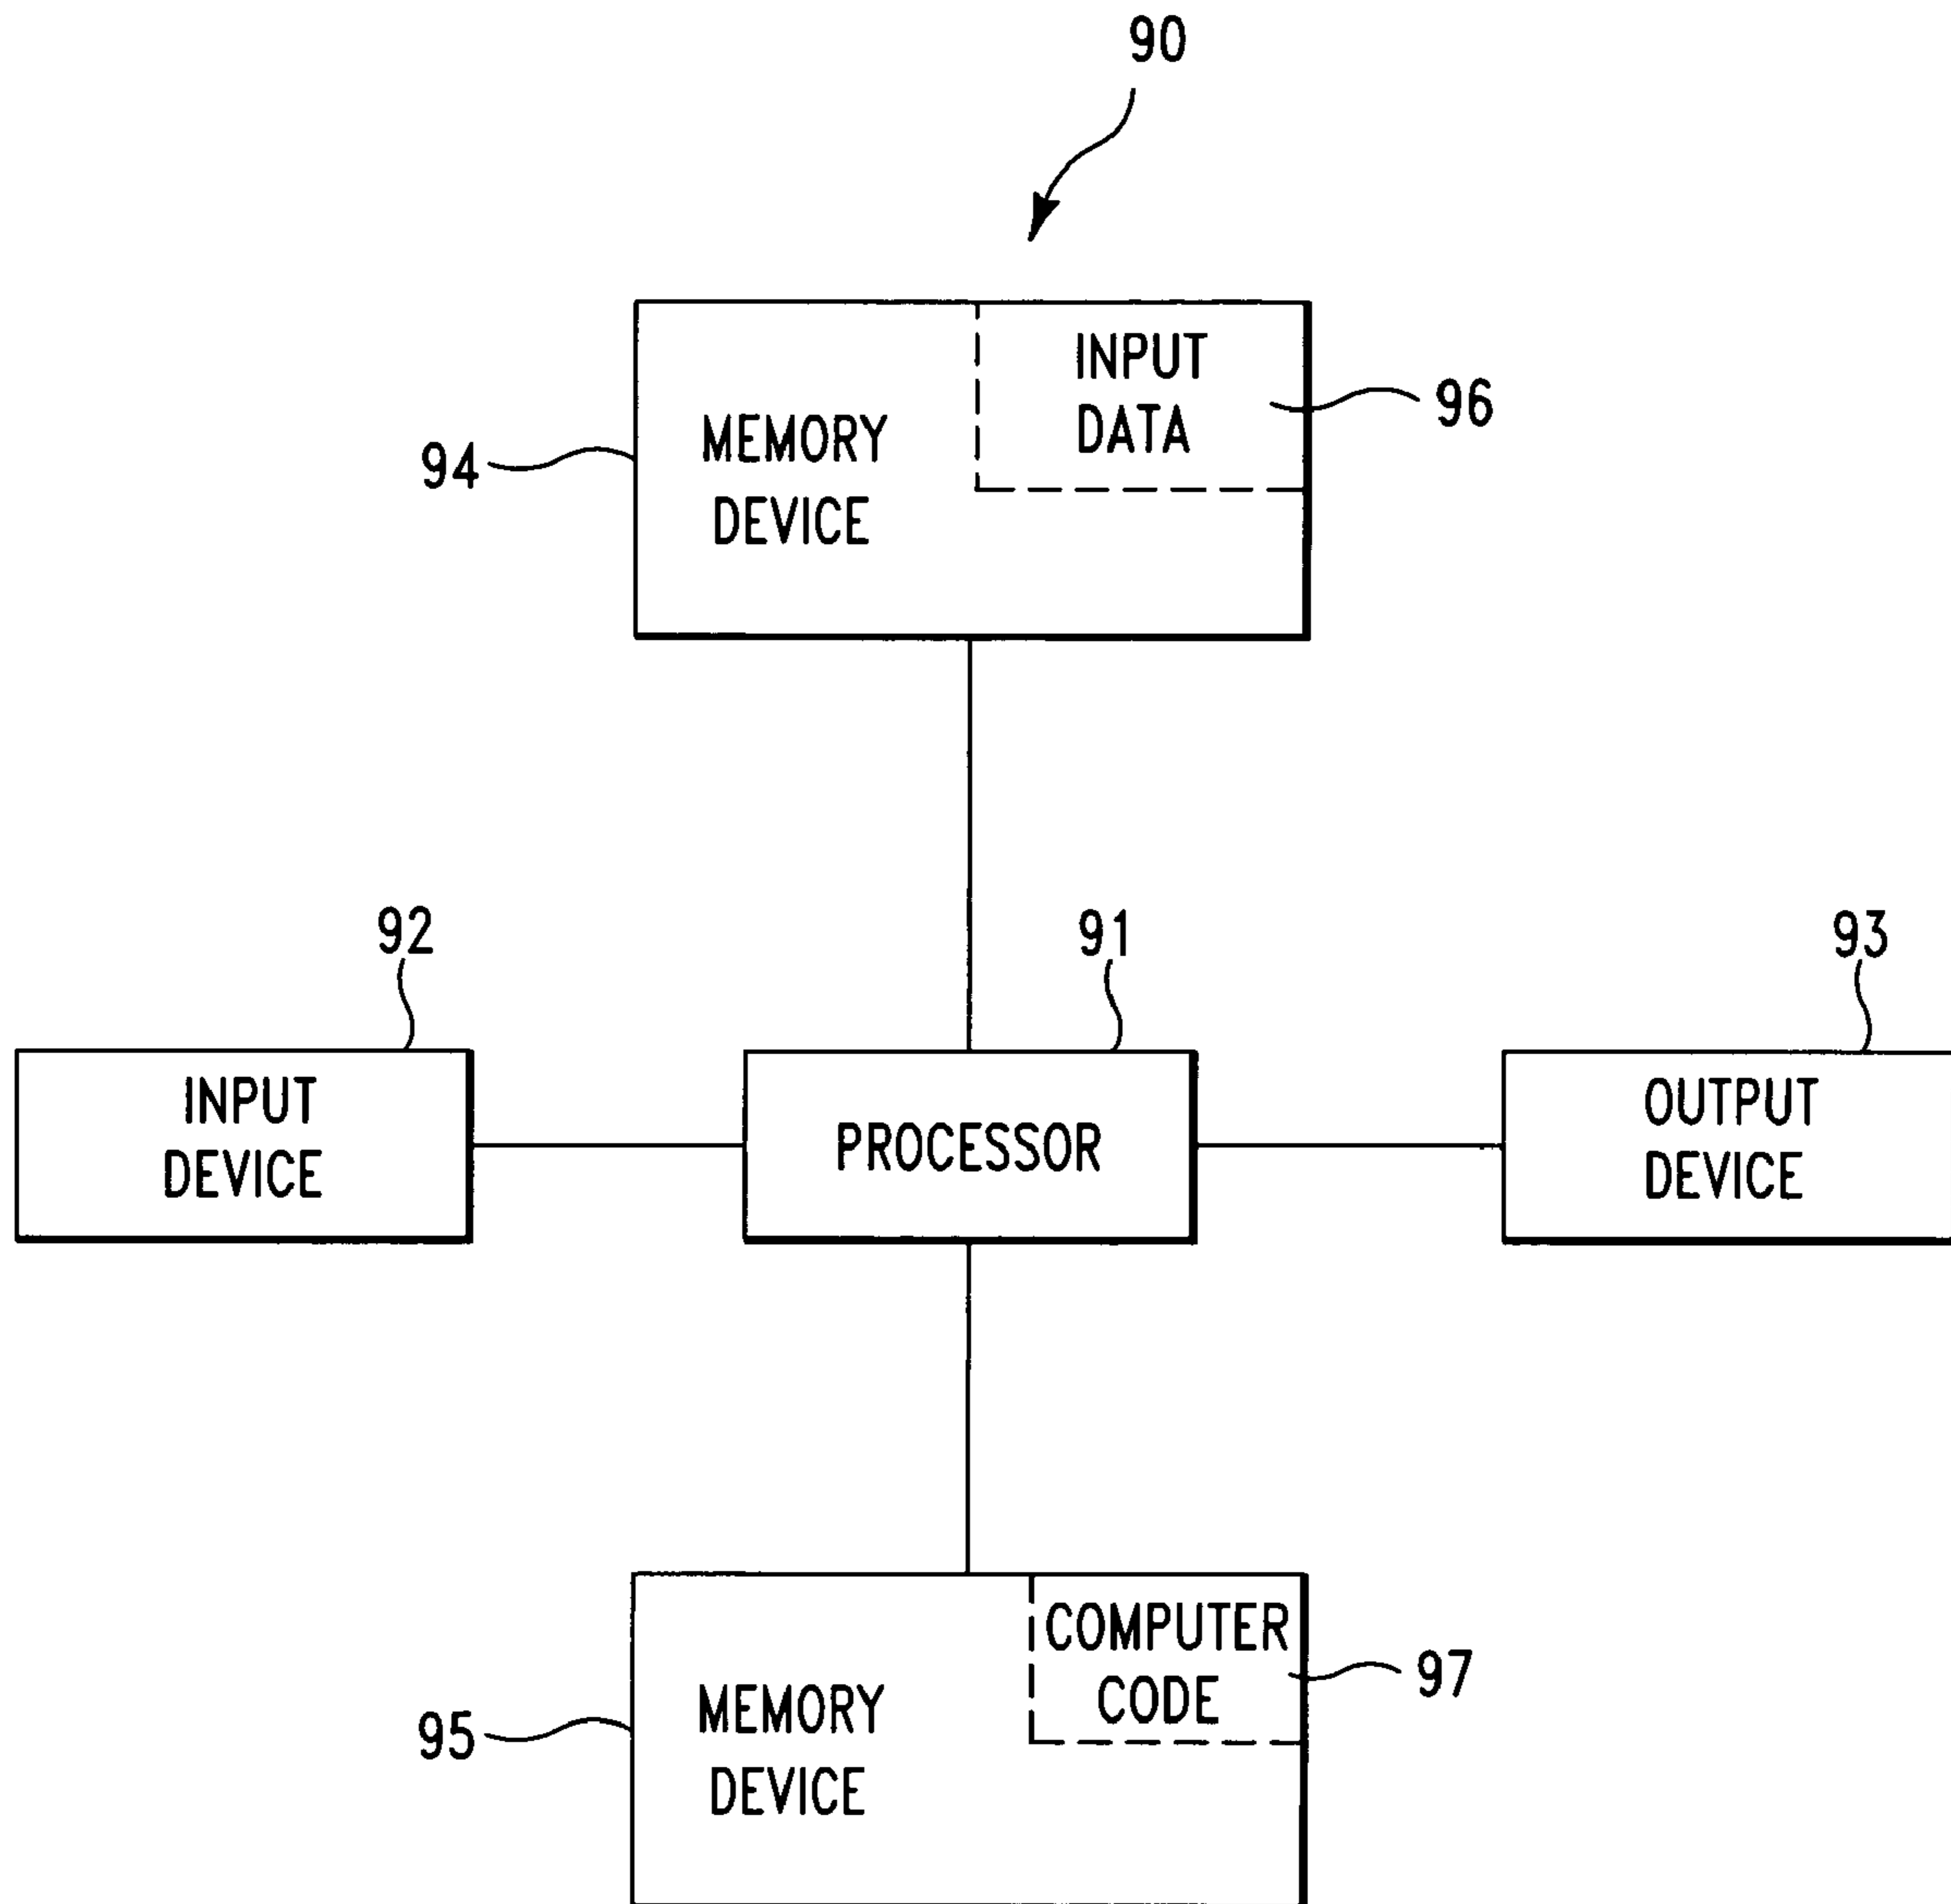 90
INPUT
DATA
96
MEMORY
DEVICE
94
92
91
93
INPUT
DEVICE
PROCESSOR
OUTPUT
DEVICE
COMPUTER
CODE
97
MEMORY
DEVICE
95